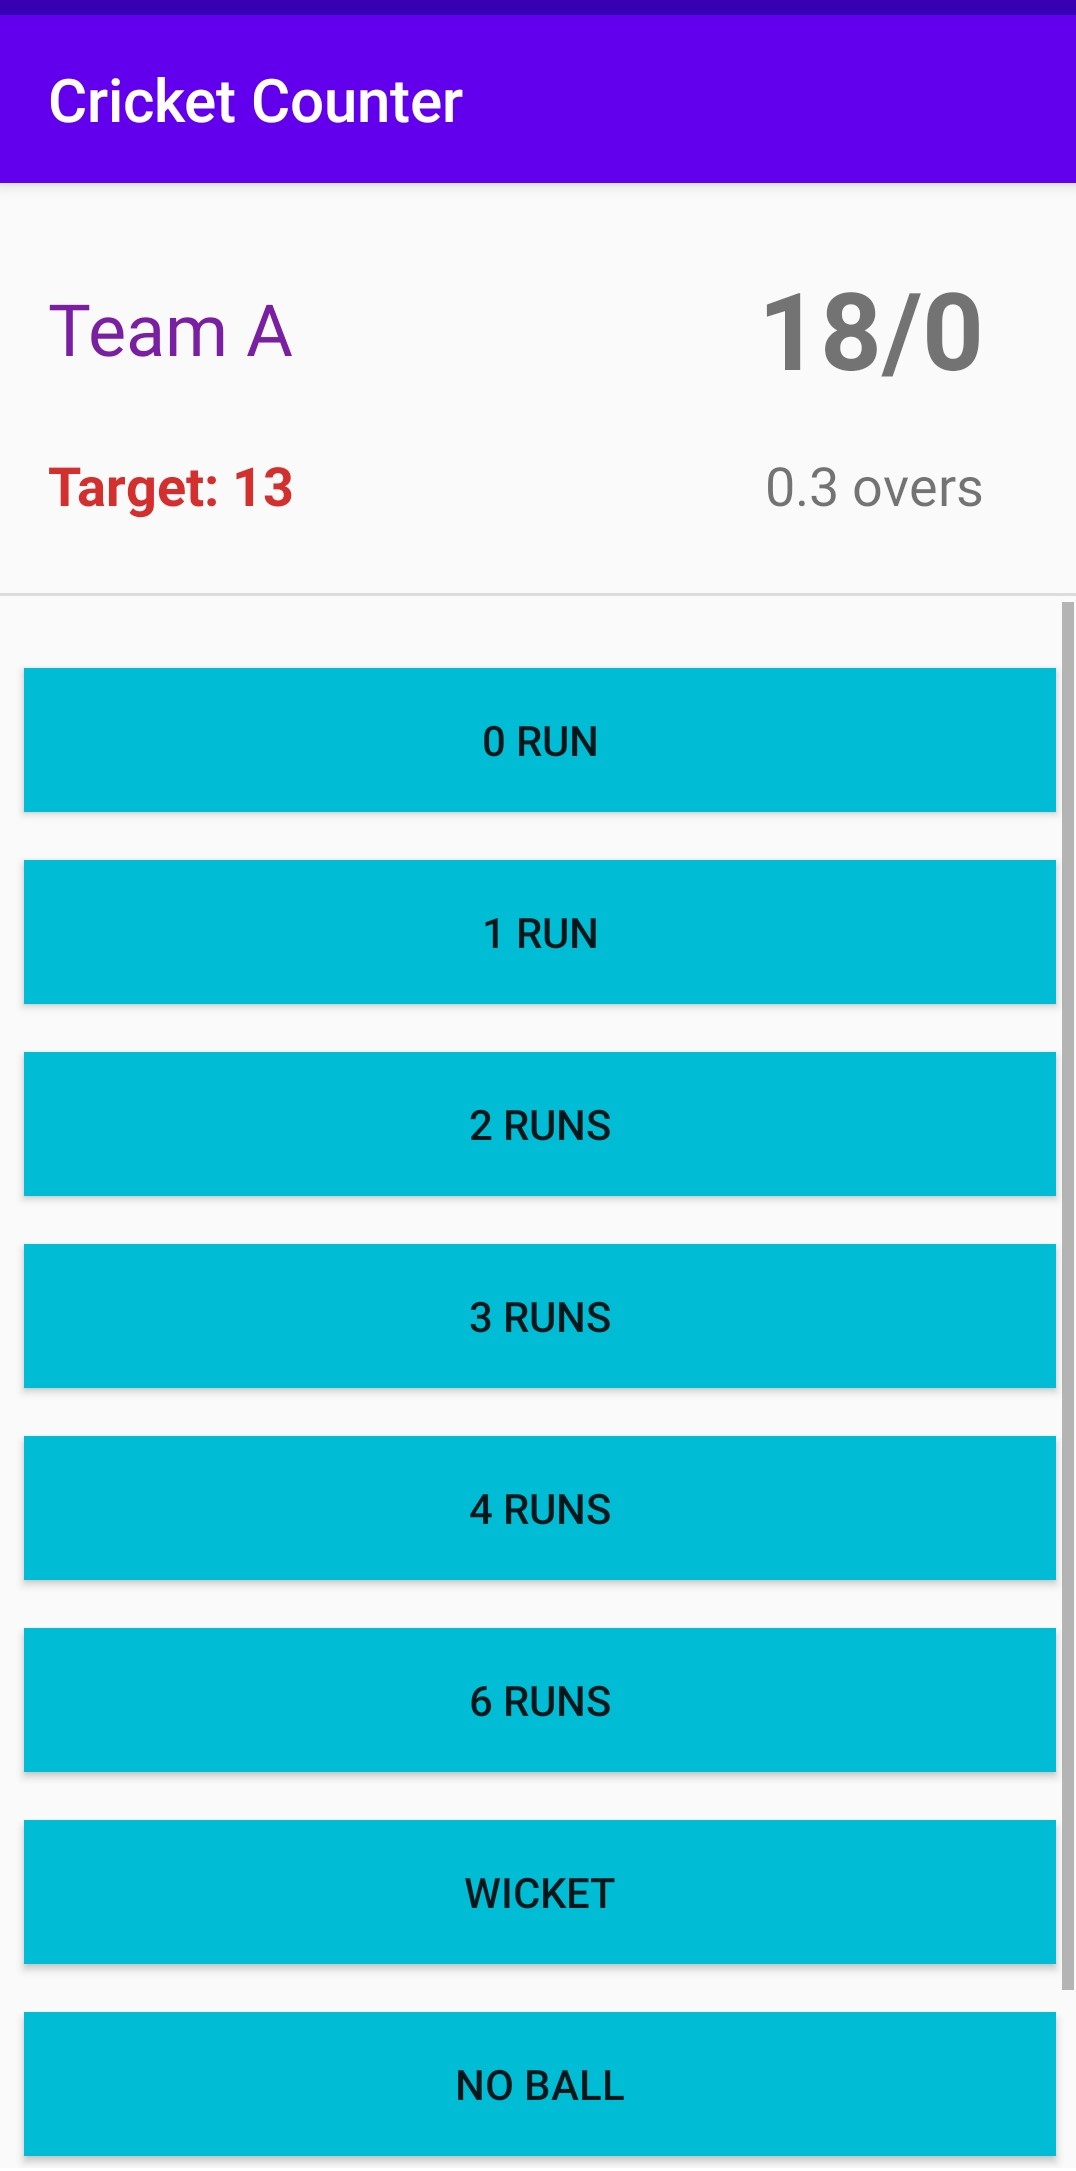 Cricket Counter
Team A
18/0
Target: 13
0.3 overs
0 RUN
1 RUN
2 RUNS
3 RUNS
4 RUNS
6 RUNS
WICKET
NO BALL